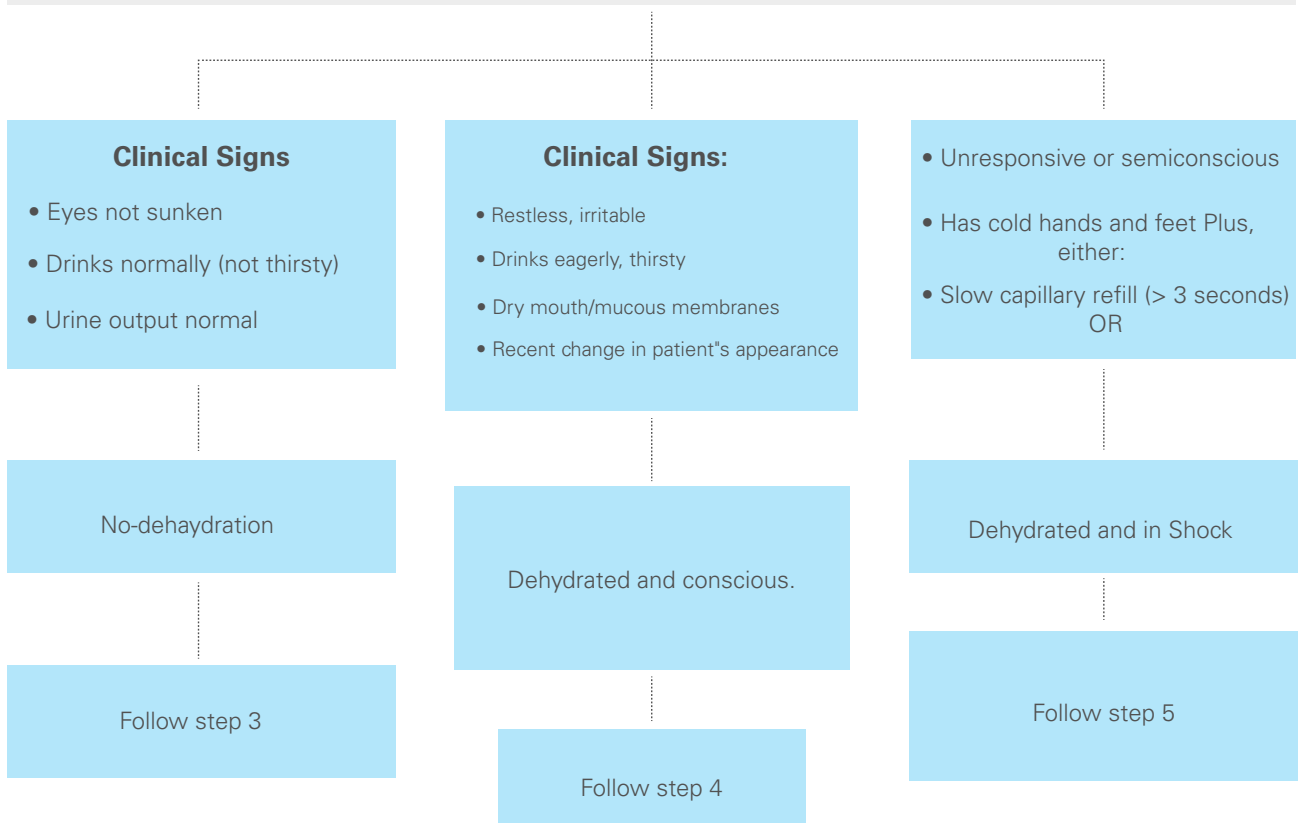 Clinical Signs
• Eyes not sunken
• Drinks normally (not thirsty)
• Urine output normal
No-dehaydration
Follow step 3
Clinical Signs:
• Restless, irritable
• Drinks eagerly, thirsty
• Dry mouth/mucous membranes
• Recent change in patient"s appearance
Dehydrated and conscious.
Follow step 4
• Unresponsive or semiconscious
• Has cold hands and feet Plus,
either:
• Slow capillary refill (> 3 seconds)
OR
Dehydrated and in Shock
Follow step 5